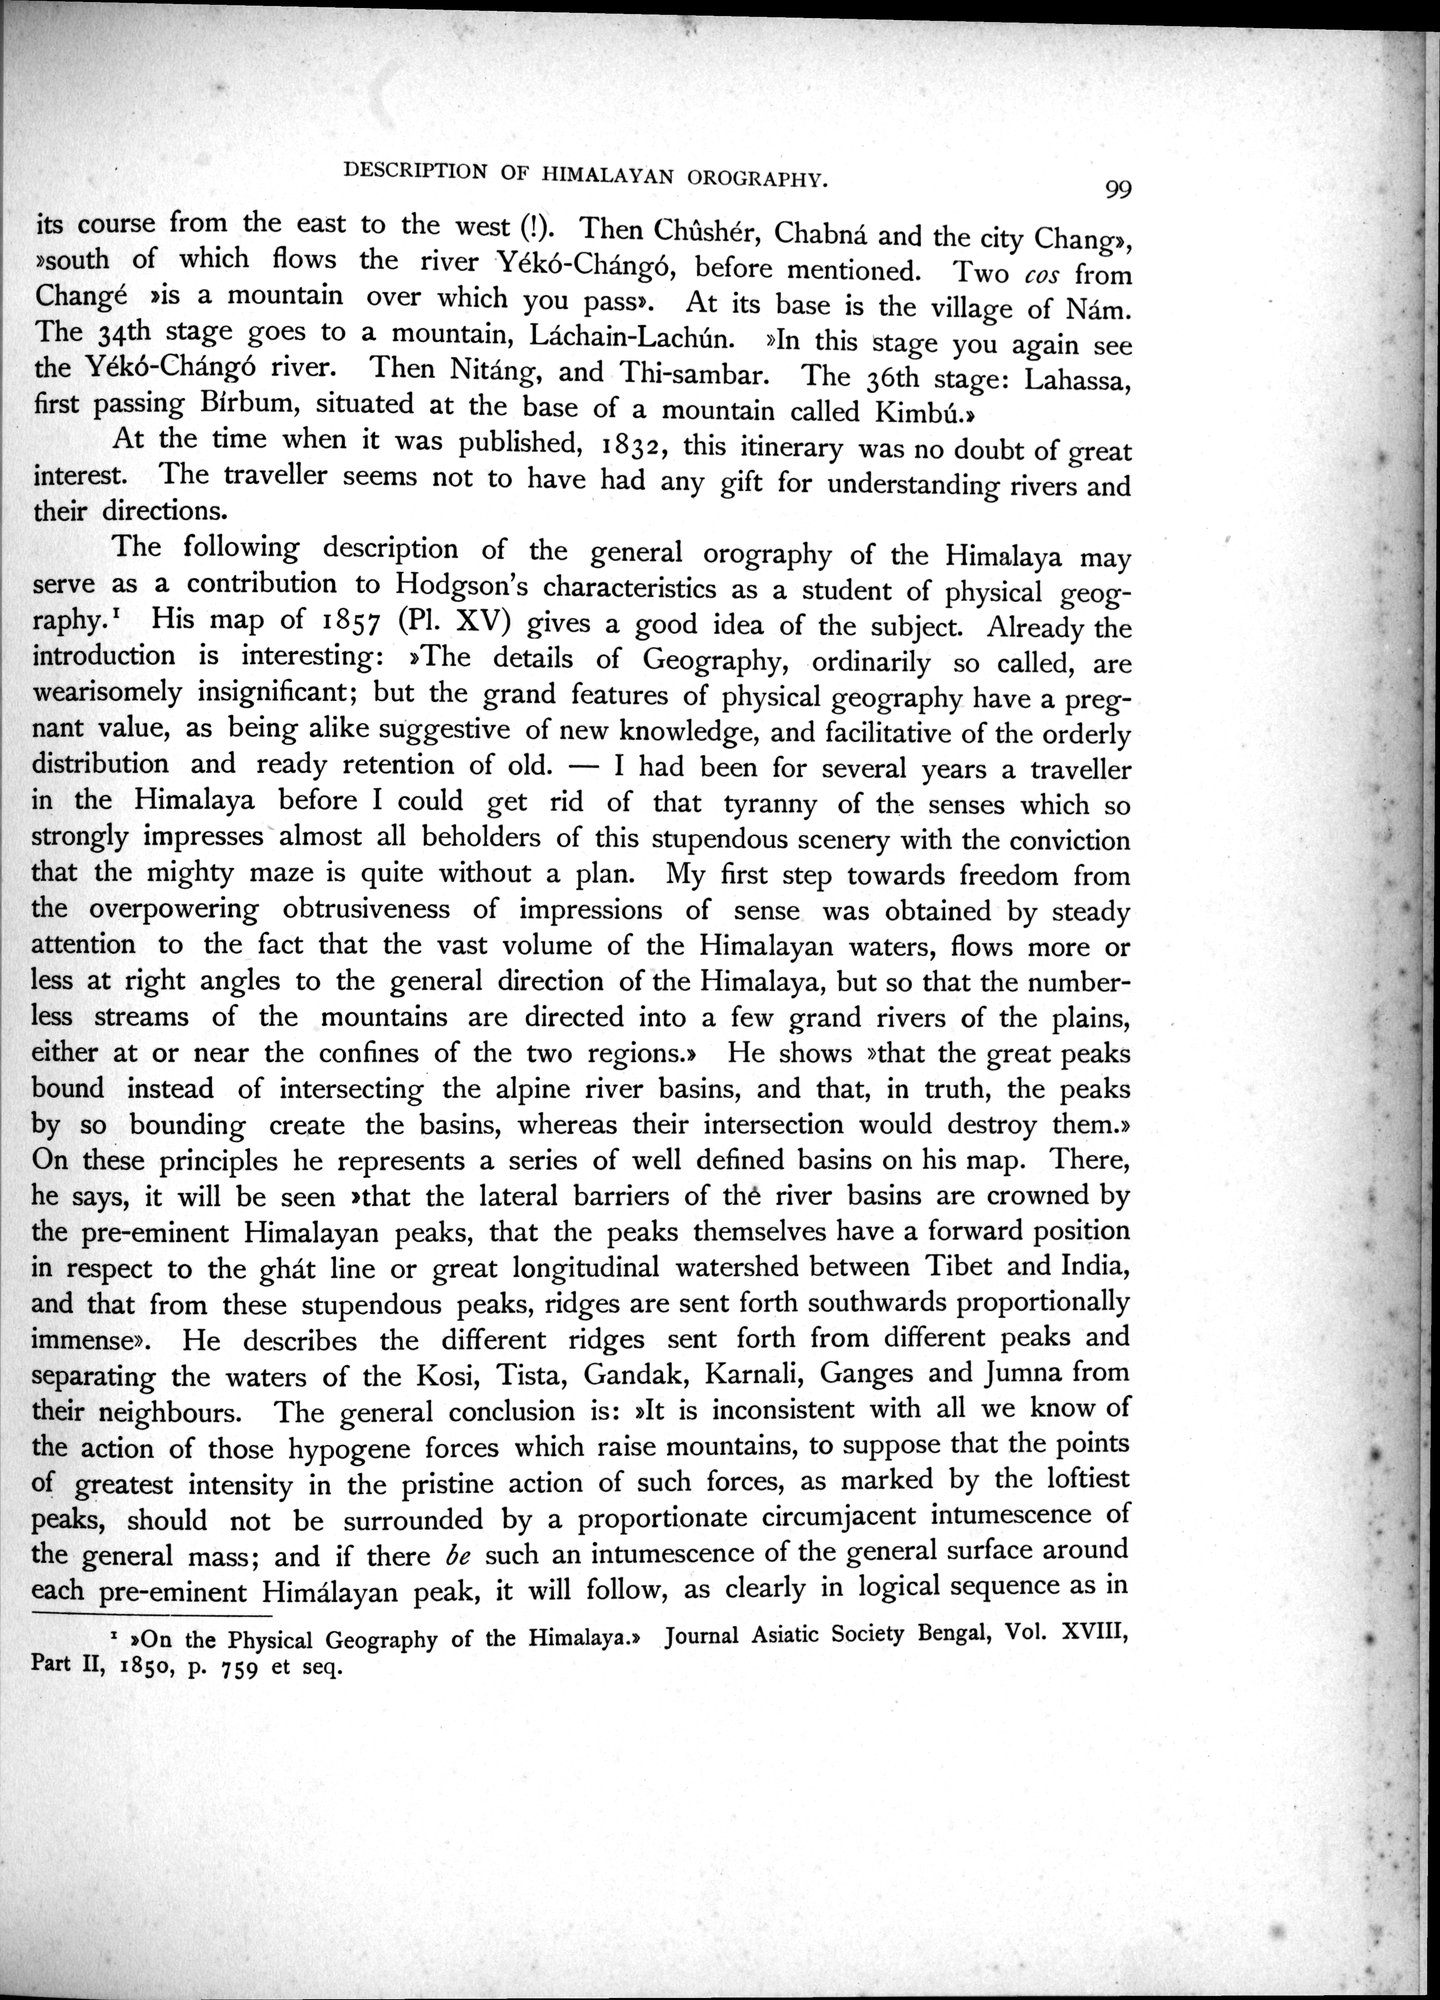 DESCRIPTION OF HIMALAYAN OROGRAPHY.
99
its course from the east to the west (!). Then Chûshér, Chabná and the city Chang»,
»south of which flows the river Yékó-Chángó, before mentioned. Two cos from
Changé »is a mountain over which you pass». At its base is the village of Nám.
The 34th stage goes to a mountain, Láchain-Lachún. »In this stage you again see
the Yékó-Chángó river. Then Nitáng, and Thi-sambar. The 36th stage: Lahassa,
first passing Bírbum, situated at the base of a mountain called Kimbú.»
At the time when it was published, 1832, this itinerary was no doubt of great
interest. The traveller seems not to have had any gift for understanding rivers and
their directions.
The following description of the general orography of the Himalaya may
serve as a contribution to Hodgson's characteristics as a student of physical geog-
raphy.¹ His map of 1857 (Pl. XV) gives a good idea of the subject. Already the
introduction is interesting: »The details of Geography, ordinarily so called, are
wearisomely insignificant; but the grand features of physical geography have a preg-
nant value, as being alike suggestive of new knowledge, and facilitative of the orderly
distribution and ready retention of old. — I had been for several years a traveller
in the Himalaya before I could get rid of that tyranny of the senses which so
strongly impresses almost all beholders of this stupendous scenery with the conviction
that the mighty maze is quite without a plan. My first step towards freedom from
the overpowering obtrusiveness of impressions of sense was obtained by steady
attention to the fact that the vast volume of the Himalayan waters, flows more or
less at right angles to the general direction of the Himalaya, but so that the number-
less streams of the mountains are directed into a few grand rivers of the plains,
either at or near the confines of the two regions.» He shows »that the great peaks
bound instead of intersecting the alpine river basins, and that, in truth, the peaks
by so bounding create the basins, whereas their intersection would destroy them.»
On these principles he represents a series of well defined basins on his map. There,
he says, it will be seen »that the lateral barriers of the river basins are crowned by
the pre-eminent Himalayan peaks, that the peaks themselves have a forward position
in respect to the ghát line or great longitudinal watershed between Tibet and India,
and that from these stupendous peaks, ridges are sent forth southwards proportionally
immense». He describes the different ridges sent forth from different peaks and
separating the waters of the Kosi, Tista, Gandak, Karnali, Ganges and Jumna from
their neighbours. The general conclusion is: »It is inconsistent with all we know of
the action of those hypogene forces which raise mountains, to suppose that the points
of greatest intensity in the pristine action of such forces, as marked by the loftiest
peaks, should not be surrounded by a proportionate circumjacent intumescence of
the general mass; and if there be such an intumescence of the general surface around
each pre-eminent Himálayan peak, it will follow, as clearly in logical sequence as in
¹ »On the Physical Geography of the Himalaya.» Journal Asiatic Society Bengal, Vol. XVIII,
Part II, 1850, p. 759 et seq.